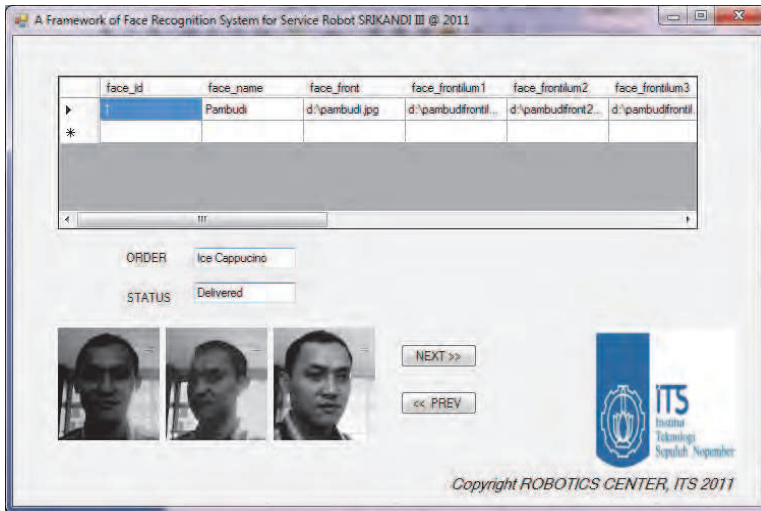 A Framework of Face Recognition System for Service Robot SRIKANDI III @ 2011
face_id face_name face_front face_frontilum1 face_frontilum2 face_frontilum3
1 Pambudi d:\pambudi.jpg d:\pambudifrontil... d:\pambudifront2... d:\pambudifrontil.
ORDER Ice Cappucino
STATUS Delivered
NEXT >>
<< PREV
iTS
Institut
Teknologi
Sepuluh Nopember
Copyright ROBOTICS CENTER, ITS 2011